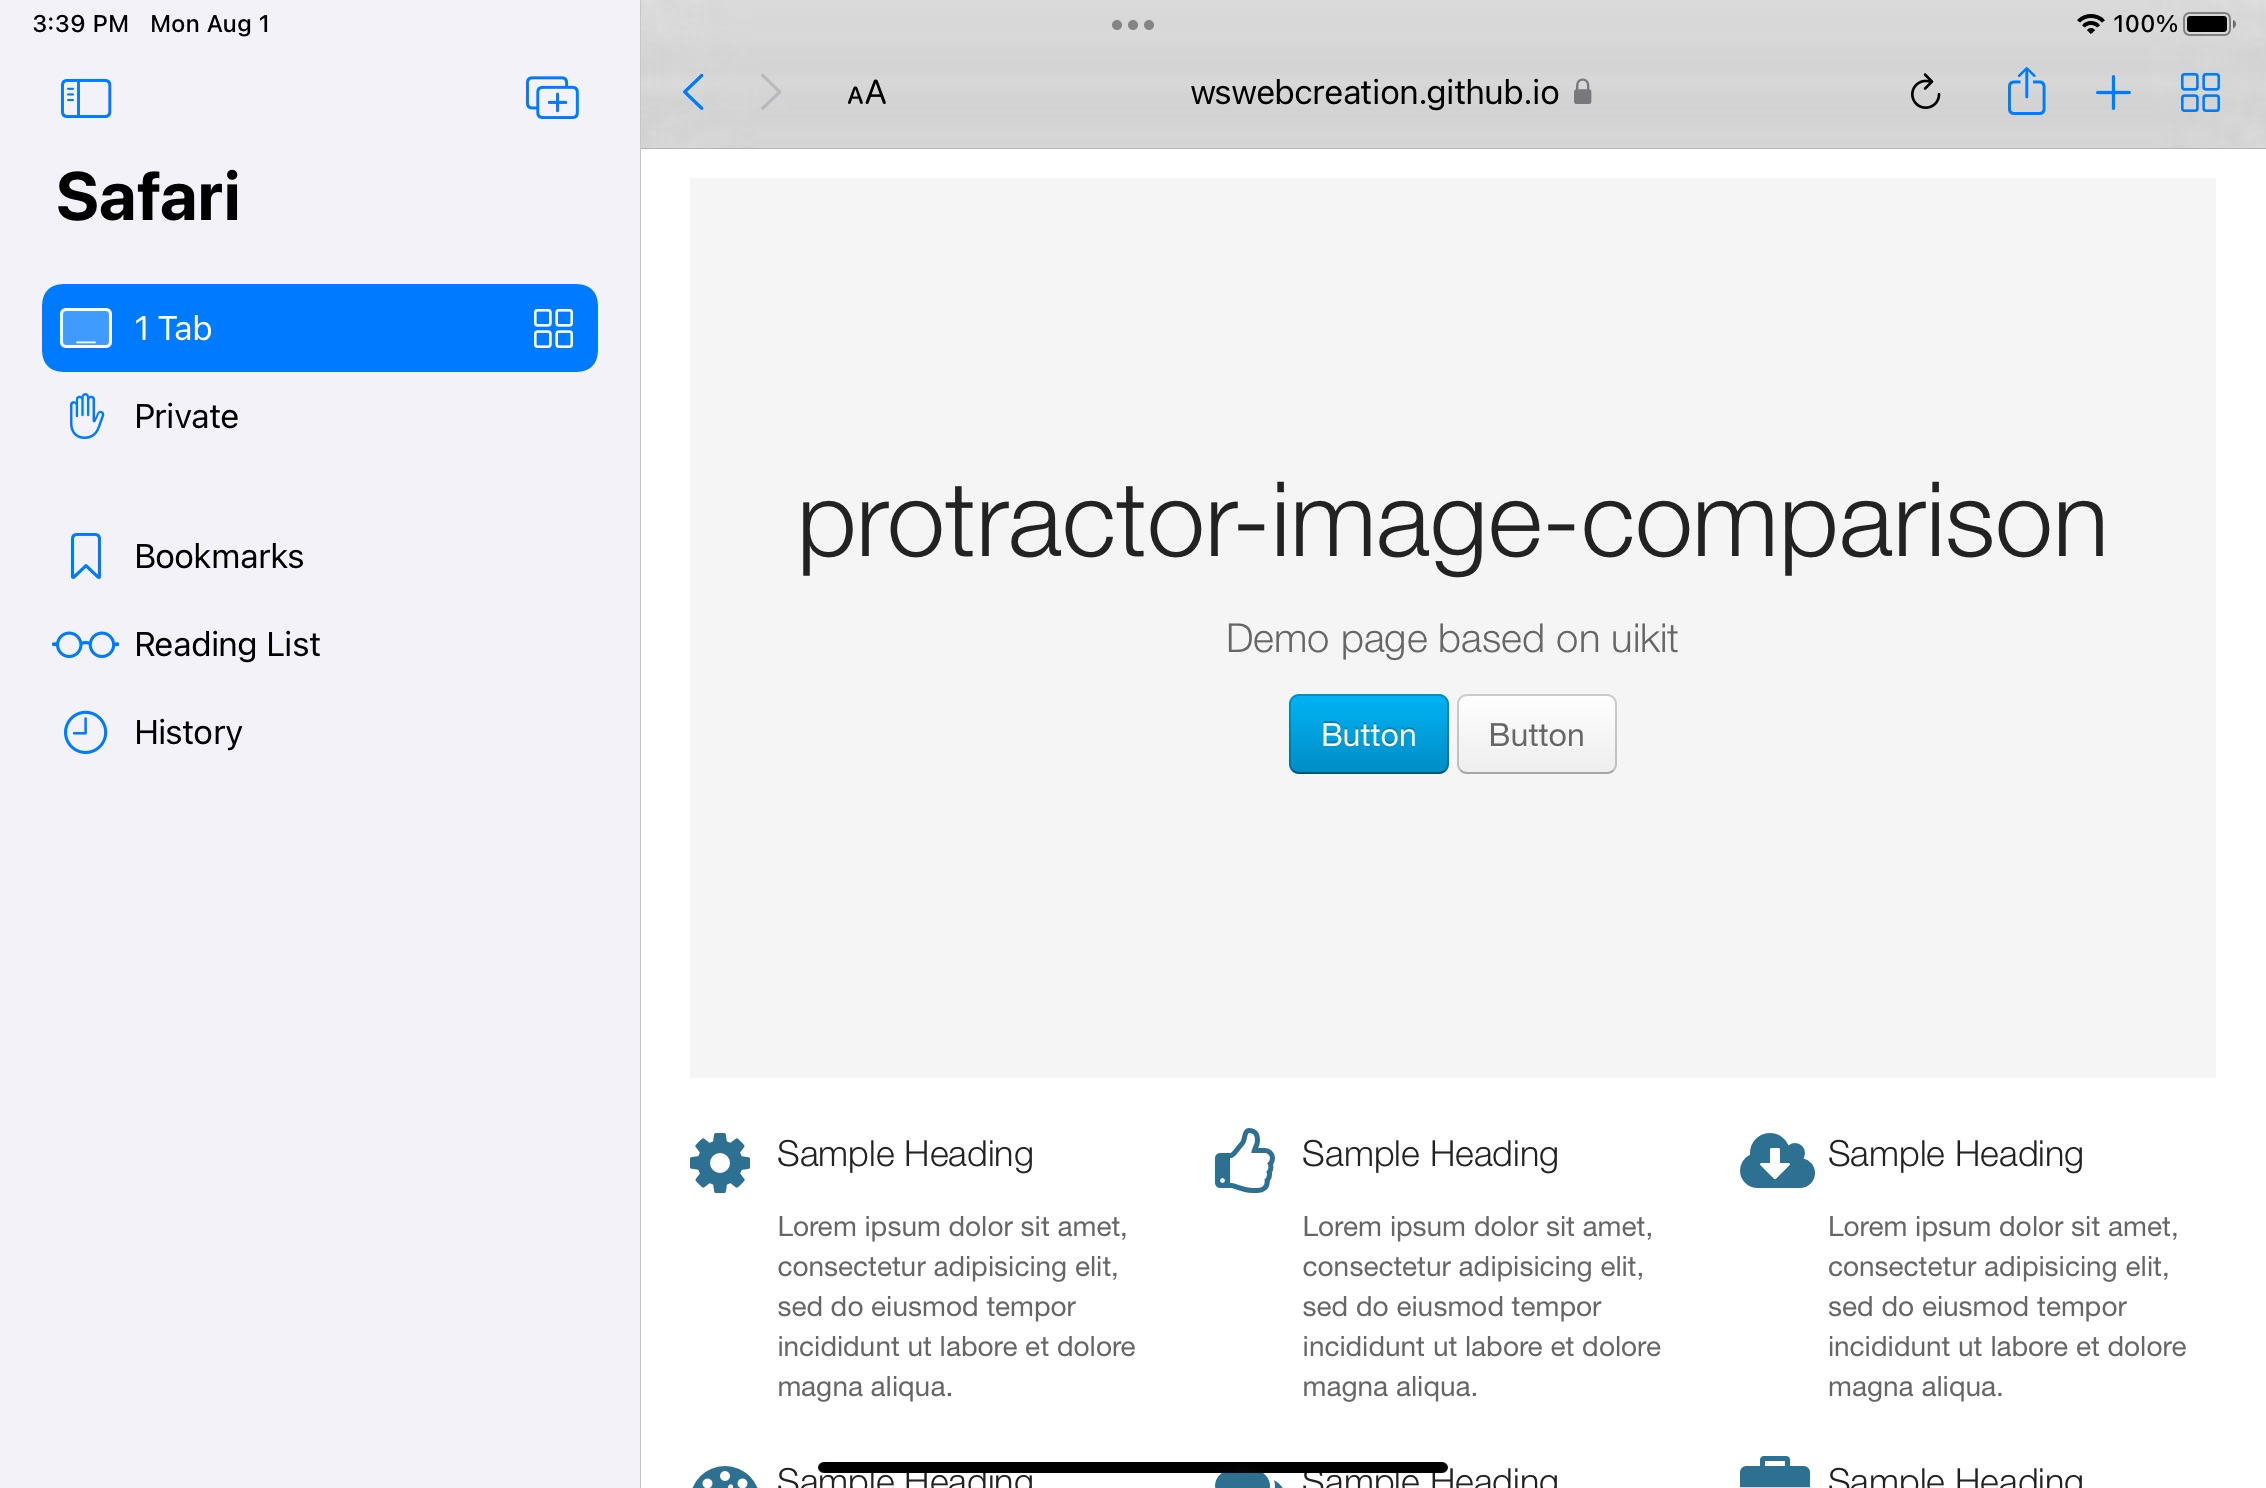 3:39 PM Mon Aug 1
100%
AA
wswebcreation.github.io
Safari
1 Tab
Private
Bookmarks
Reading List
History
protractor-image-comparison
Demo page based on uikit
Button
Button
Sample Heading
Lorem ipsum dolor sit amet,
consectetur adipisicing elit,
sed do eiusmod tempor
incididunt ut labore et dolore
magna aliqua.
Sample Heading
Lorem ipsum dolor sit amet,
consectetur adipisicing elit,
sed do eiusmod tempor
incididunt ut labore et dolore
magna aliqua.
Sample Heading
Lorem ipsum dolor sit amet,
consectetur adipisicing elit,
sed do eiusmod tempor
incididunt ut labore et dolore
magna aliqua.
Sample Heading
Sample Heading
Sample Heading